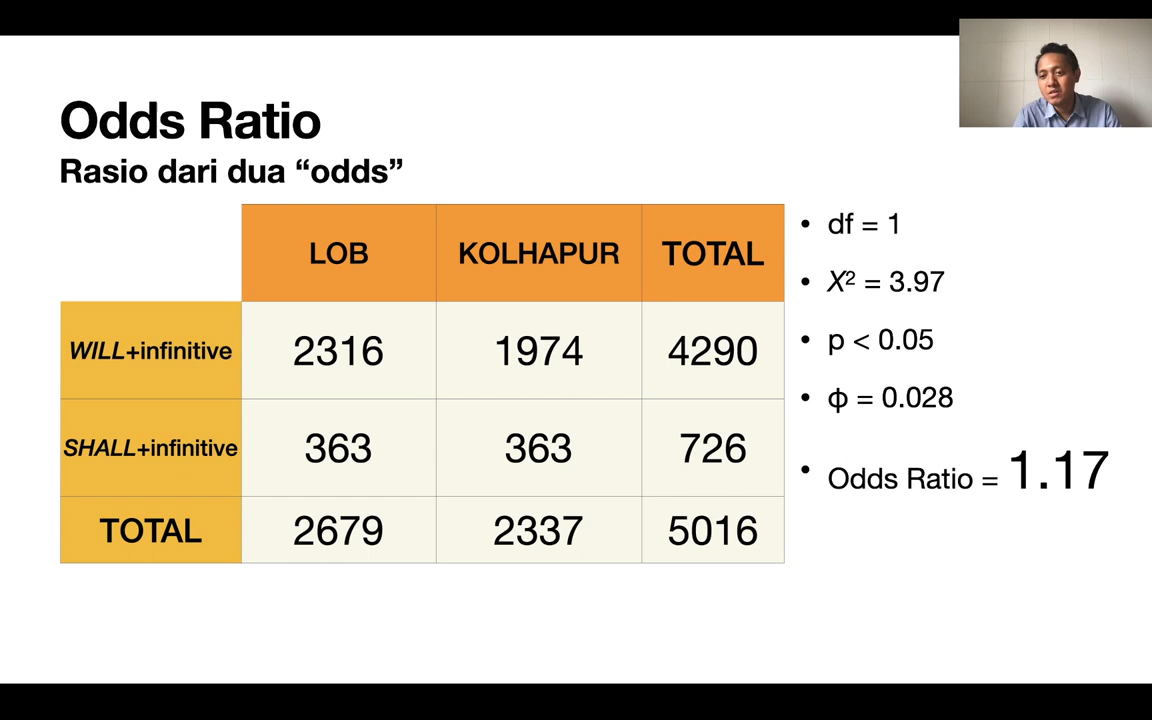 Odds Ratio
Rasio dari dua “odds”
LOB KOLHAPUR TOTAL
WILL+infinitive 2316 1974 4290
SHALL+infinitive 363 363 726
TOTAL 2679 2337 5016
• df = 1
• X² = 3.97
• p < 0.05
• ϕ = 0.028
• Odds Ratio = 1.17